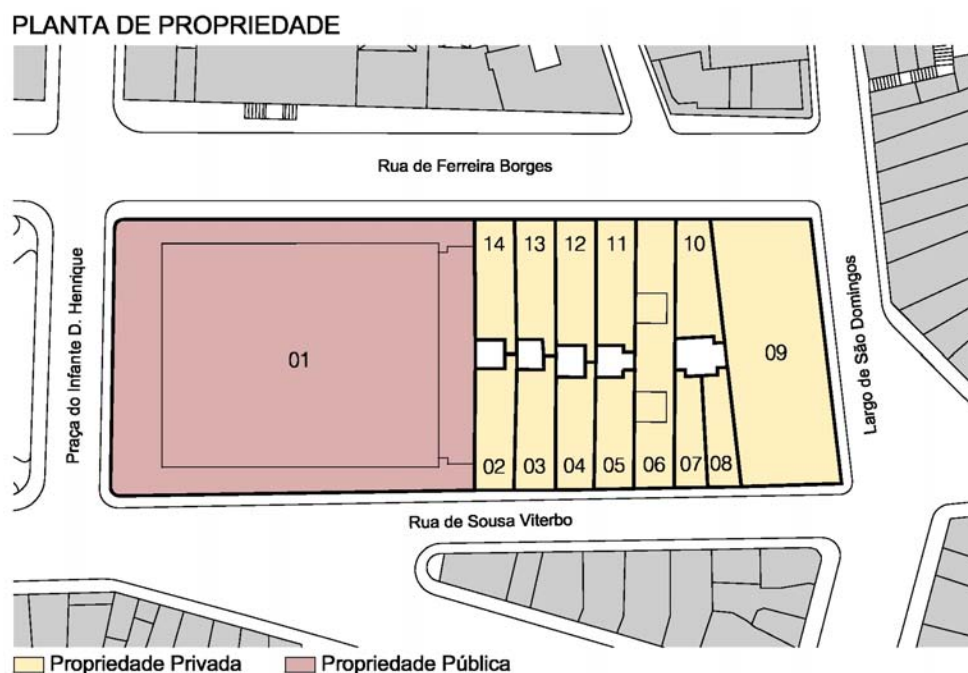 PLANTA DE PROPRIEDADE
Rua de Ferreira Borges
Praça do Infante D. Henrique
14 13 12 11 10
01
09
Largo de São Domingos
02 03 04 05 06 07 08
Rua de Sousa Viterbo
Propriedade Privada Propriedade Pública